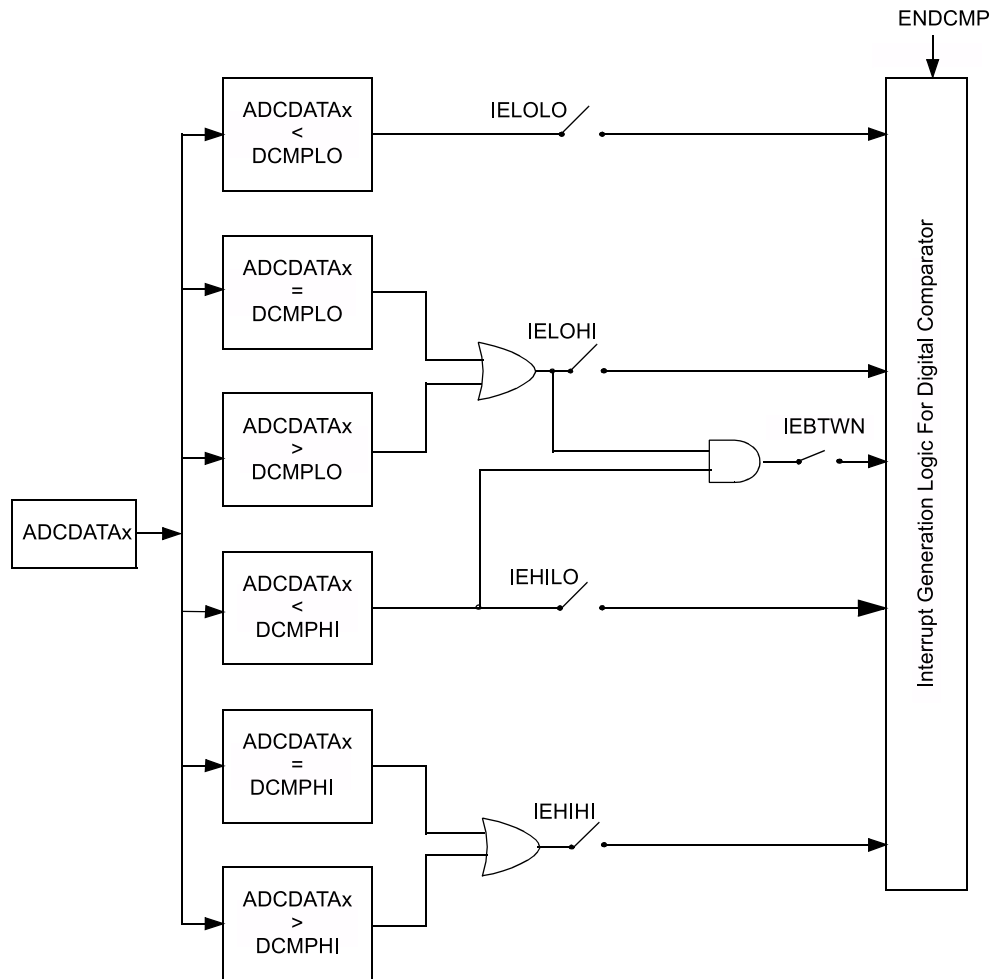 ENDCMP
ADCDATAx
<
DCMPLO
IELOLO
ADCDATAx
=
DCMPLO
IELOHI
ADCDATAx
>
DCMPLO
IEBTWN
ADCDATAx
ADCDATAx
<
DCMPHI
IEHILO
ADCDATAx
=
DCMPHI
IEHIHI
ADCDATAx
>
DCMPHI
Interrupt Generation Logic For Digital Comparator